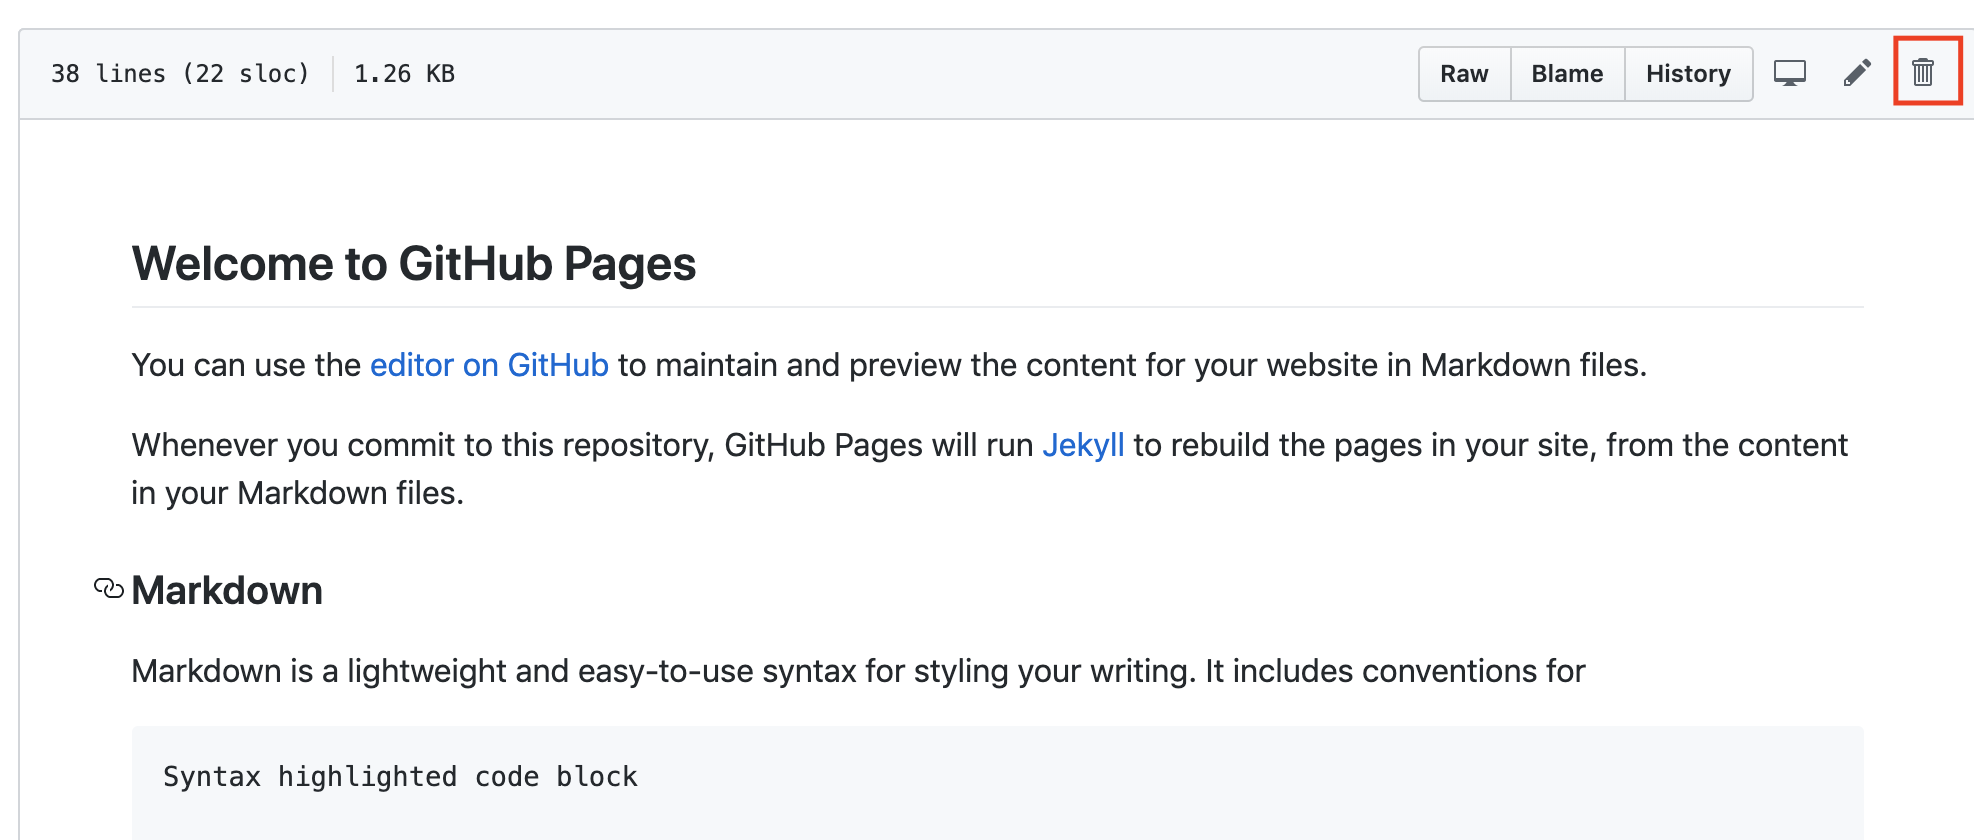 38 lines (22 sloc) 1.26 KB Raw Blame History
Welcome to GitHub Pages
You can use the editor on GitHub to maintain and preview the content for your website in Markdown files.
Whenever you commit to this repository, GitHub Pages will run Jekyll to rebuild the pages in your site, from the content
in your Markdown files.
Markdown
Markdown is a lightweight and easy-to-use syntax for styling your writing. It includes conventions for
Syntax highlighted code block